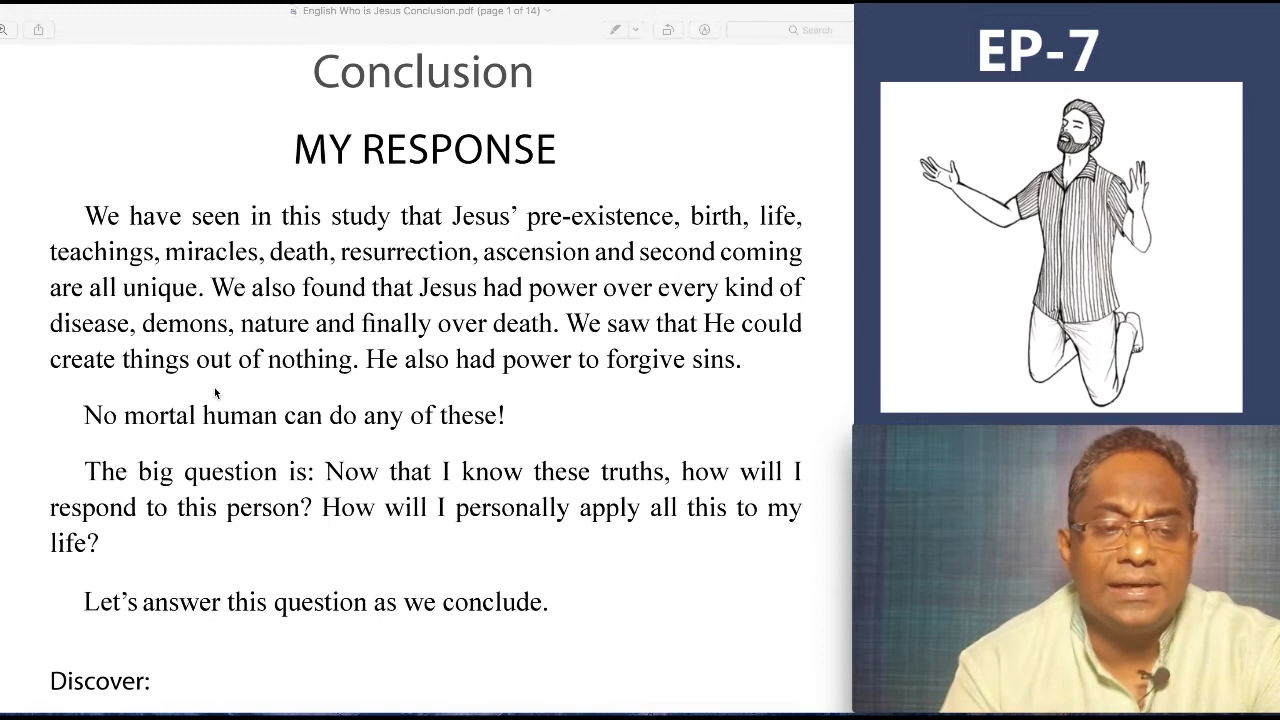 English Who is Jesus Conclusion.pdf (page 1 of 14)
Search
EP-7
Conclusion
MY RESPONSE
We have seen in this study that Jesus’ pre-existence, birth, life,
teachings, miracles, death, resurrection, ascension and second coming
are all unique. We also found that Jesus had power over every kind of
disease, demons, nature and finally over death. We saw that He could
create things out of nothing. He also had power to forgive sins.
No mortal human can do any of these!
The big question is: Now that I know these truths, how will I
respond to this person? How will I personally apply all this to my
life?
Let’s answer this question as we conclude.
Discover: